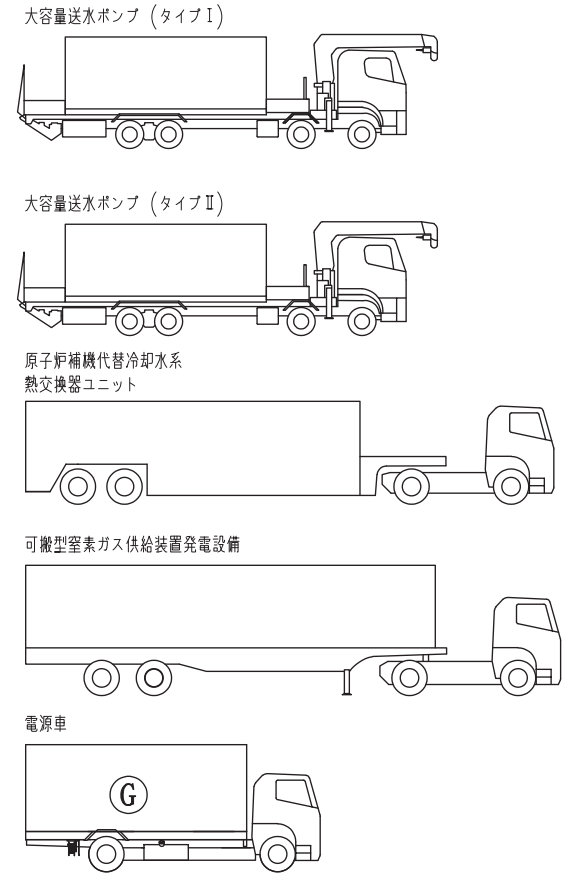 大容量送水ポンプ（タイプⅠ）
大容量送水ポンプ（タイプⅡ）
原子炉補機代替冷却水系
熱交換器ユニット
可搬型窒素ガス供給装置発電設備
電源車
G